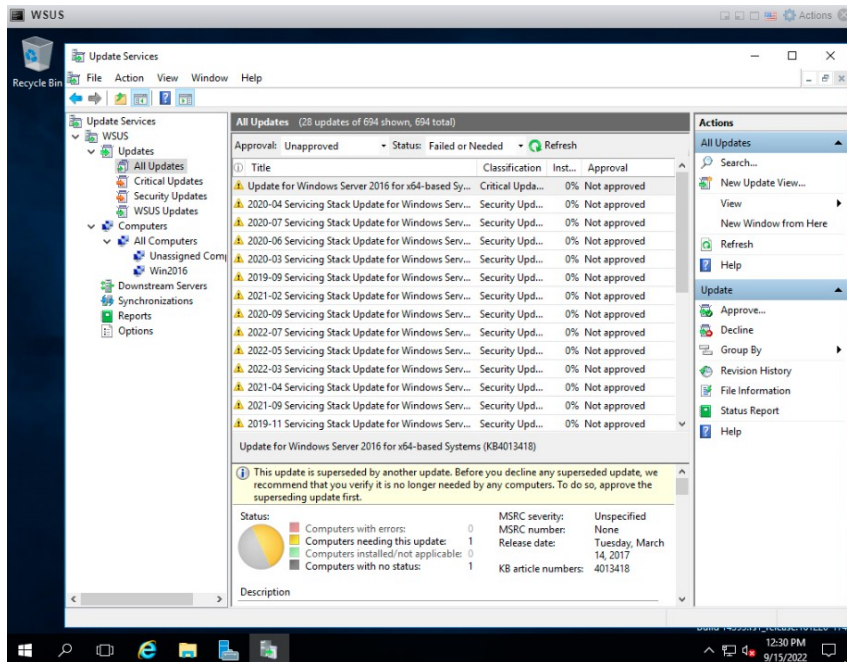 WSUS
Actions
Recycle Bin
Update Services
File Action View Window Help
Update Services
WSUS
Updates
All Updates
Critical Updates
Security Updates
WSUS Updates
Computers
All Computers
Unassigned Com
Win2016
Downstream Servers
Synchronizations
Reports
Options
All Updates (28 updates of 694 shown, 694 total)
Approval: Unapproved Status: Failed or Needed Refresh
Title Classification Inst... Approval
Update for Windows Server 2016 for x64-based Sy... Critical Upda... 0% Not approved
2020-04 Servicing Stack Update for Windows Serv... Security Upd... 0% Not approved
2020-07 Servicing Stack Update for Windows Serv... Security Upd... 0% Not approved
2020-06 Servicing Stack Update for Windows Serv... Security Upd... 0% Not approved
2020-03 Servicing Stack Update for Windows Serv... Security Upd... 0% Not approved
2019-09 Servicing Stack Update for Windows Serv... Security Upd... 0% Not approved
2021-02 Servicing Stack Update for Windows Serv... Security Upd... 0% Not approved
2020-09 Servicing Stack Update for Windows Serv... Security Upd... 0% Not approved
2022-07 Servicing Stack Update for Windows Serv... Security Upd... 0% Not approved
2022-05 Servicing Stack Update for Windows Serv... Security Upd... 0% Not approved
2022-03 Servicing Stack Update for Windows Serv... Security Upd... 0% Not approved
2021-04 Servicing Stack Update for Windows Serv... Security Upd... 0% Not approved
2021-09 Servicing Stack Update for Windows Serv... Security Upd... 0% Not approved
2019-11 Servicing Stack Update for Windows Serv... Security Upd... 0% Not approved
Update for Windows Server 2016 for x64-based Systems (KB4013418)
This update is superseded by another update. Before you decline any superseded update, we
recommend that you verify it is no longer needed by any computers. To do so, approve the
superseding update first.
Status:
Computers with errors: 0
Computers needing this update: 1
Computers installed/not applicable: 0
Computers with no status: 1
MSRC severity: Unspecified
MSRC number: None
Release date: Tuesday, March
14, 2017
KB article numbers: 4013418
Description
Actions
All Updates
Search...
New Update View...
View
New Window from Here
Refresh
Help
Update
Approve...
Decline
Group By
Revision History
File Information
Status Report
Help
12:30 PM
9/15/2022